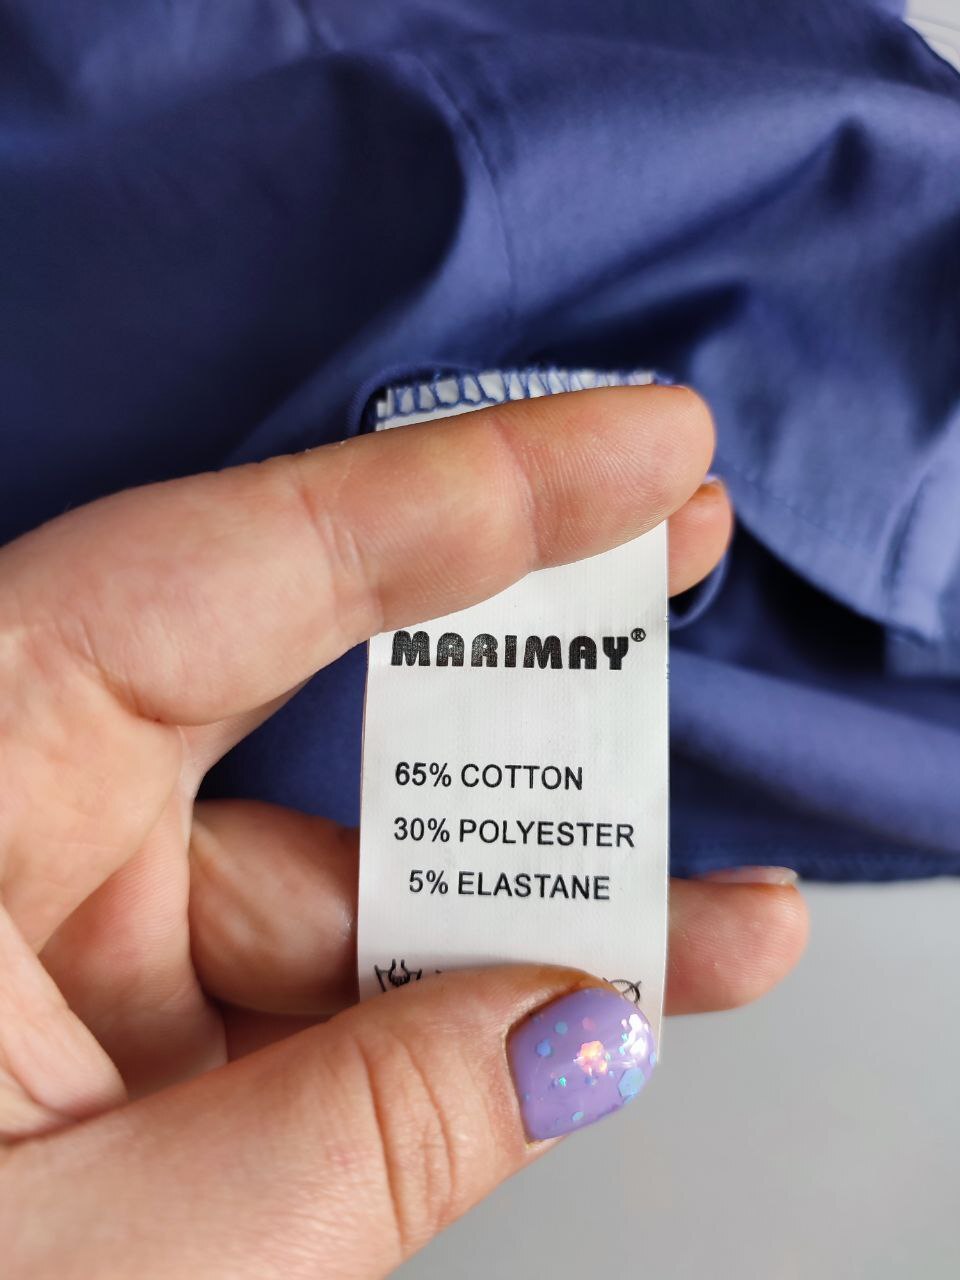 MARIMAY®
65% COTTON
30% POLYESTER
5% ELASTANE